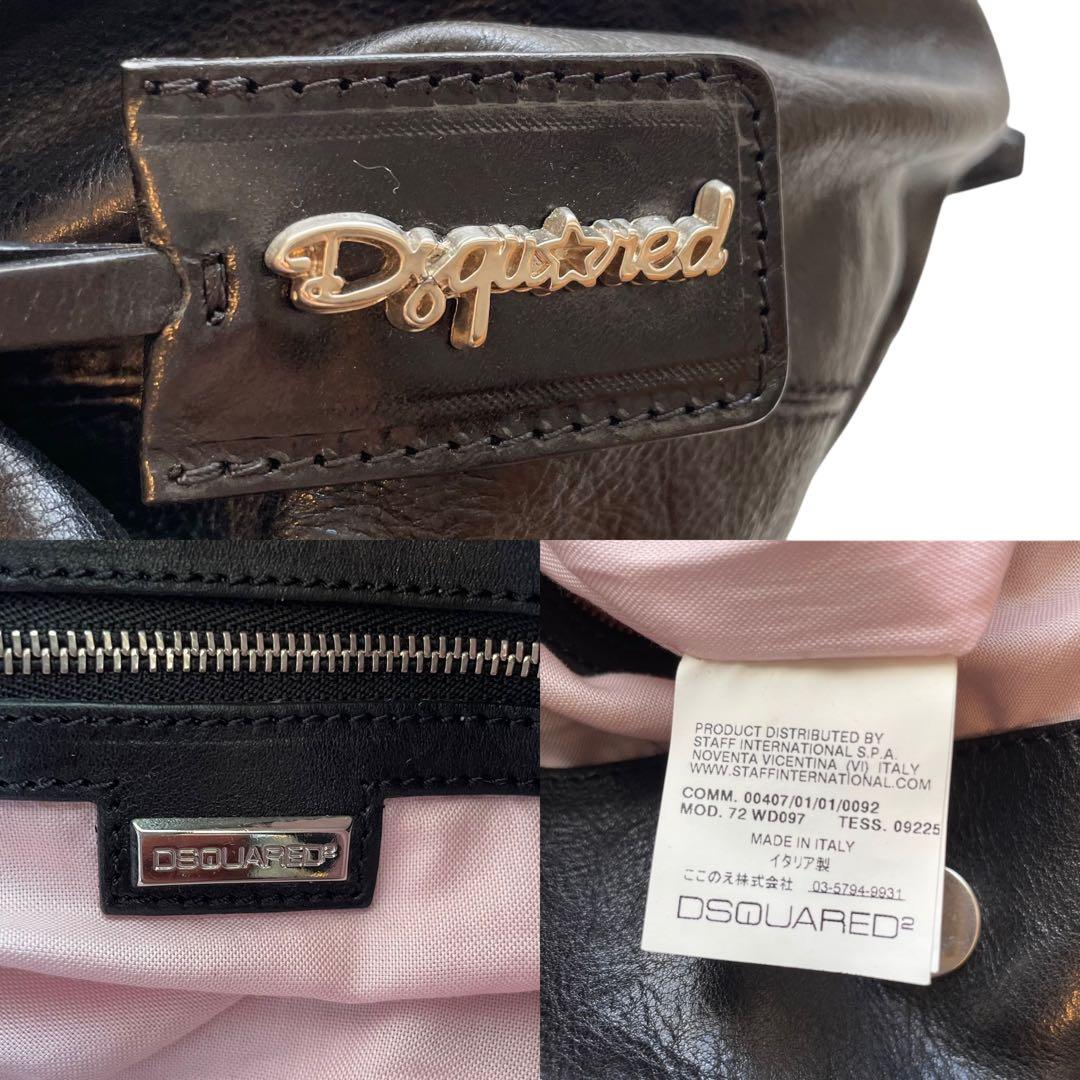 Dsqu☆red
DSQUARED²
PRODUCT DISTRIBUTED BY
STAFF INTERNATIONAL S.P.A.
NOVENTA VICENTINA (VI) ITALY
WWW.STAFFINTERNATIONAL.COM
COMM. 00407/01/01/0092
MOD. 72 WD097 TESS. 09225
MADE IN ITALY
イタリア製
ここのえ株式会社 03-5794-9931
DSQUARED²